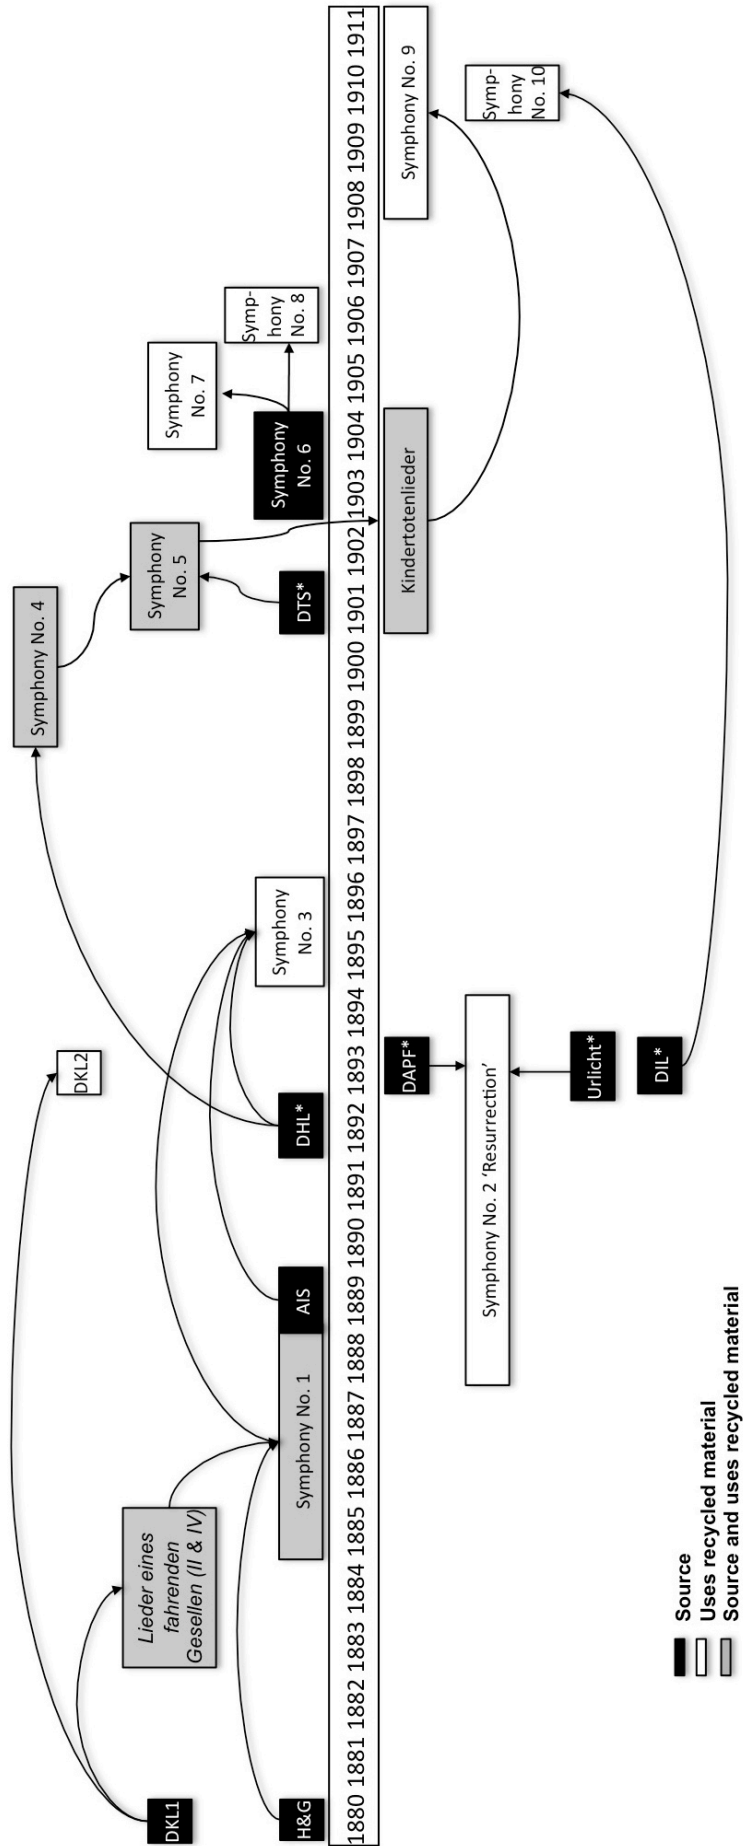 DKL1
Lieder eines
fahrenden
Gesellen (II & IV)
DKL2
Symphony No. 4
H&G
Symphony No. 1
AIS
DHL*
Symphony
No. 3
DTS*
Symphony
No. 5
Symphony
No. 6
Symphony
No. 7
Symp-
hony
No. 8
1880 1881 1882 1883 1884 1885 1886 1887 1888 1889 1890 1891 1892 1893 1894 1895 1896 1897 1898 1899 1900 1901 1902 1903 1904 1905 1906 1907 1908 1909 1910 1911
DAPF*
Kindertotenlieder
Symphony No. 9
Symphony No. 2 ‘Resurrection’
Symp-
hony
No. 10
Urlicht*
DIL*
Source
Uses recycled material
Source and uses recycled material